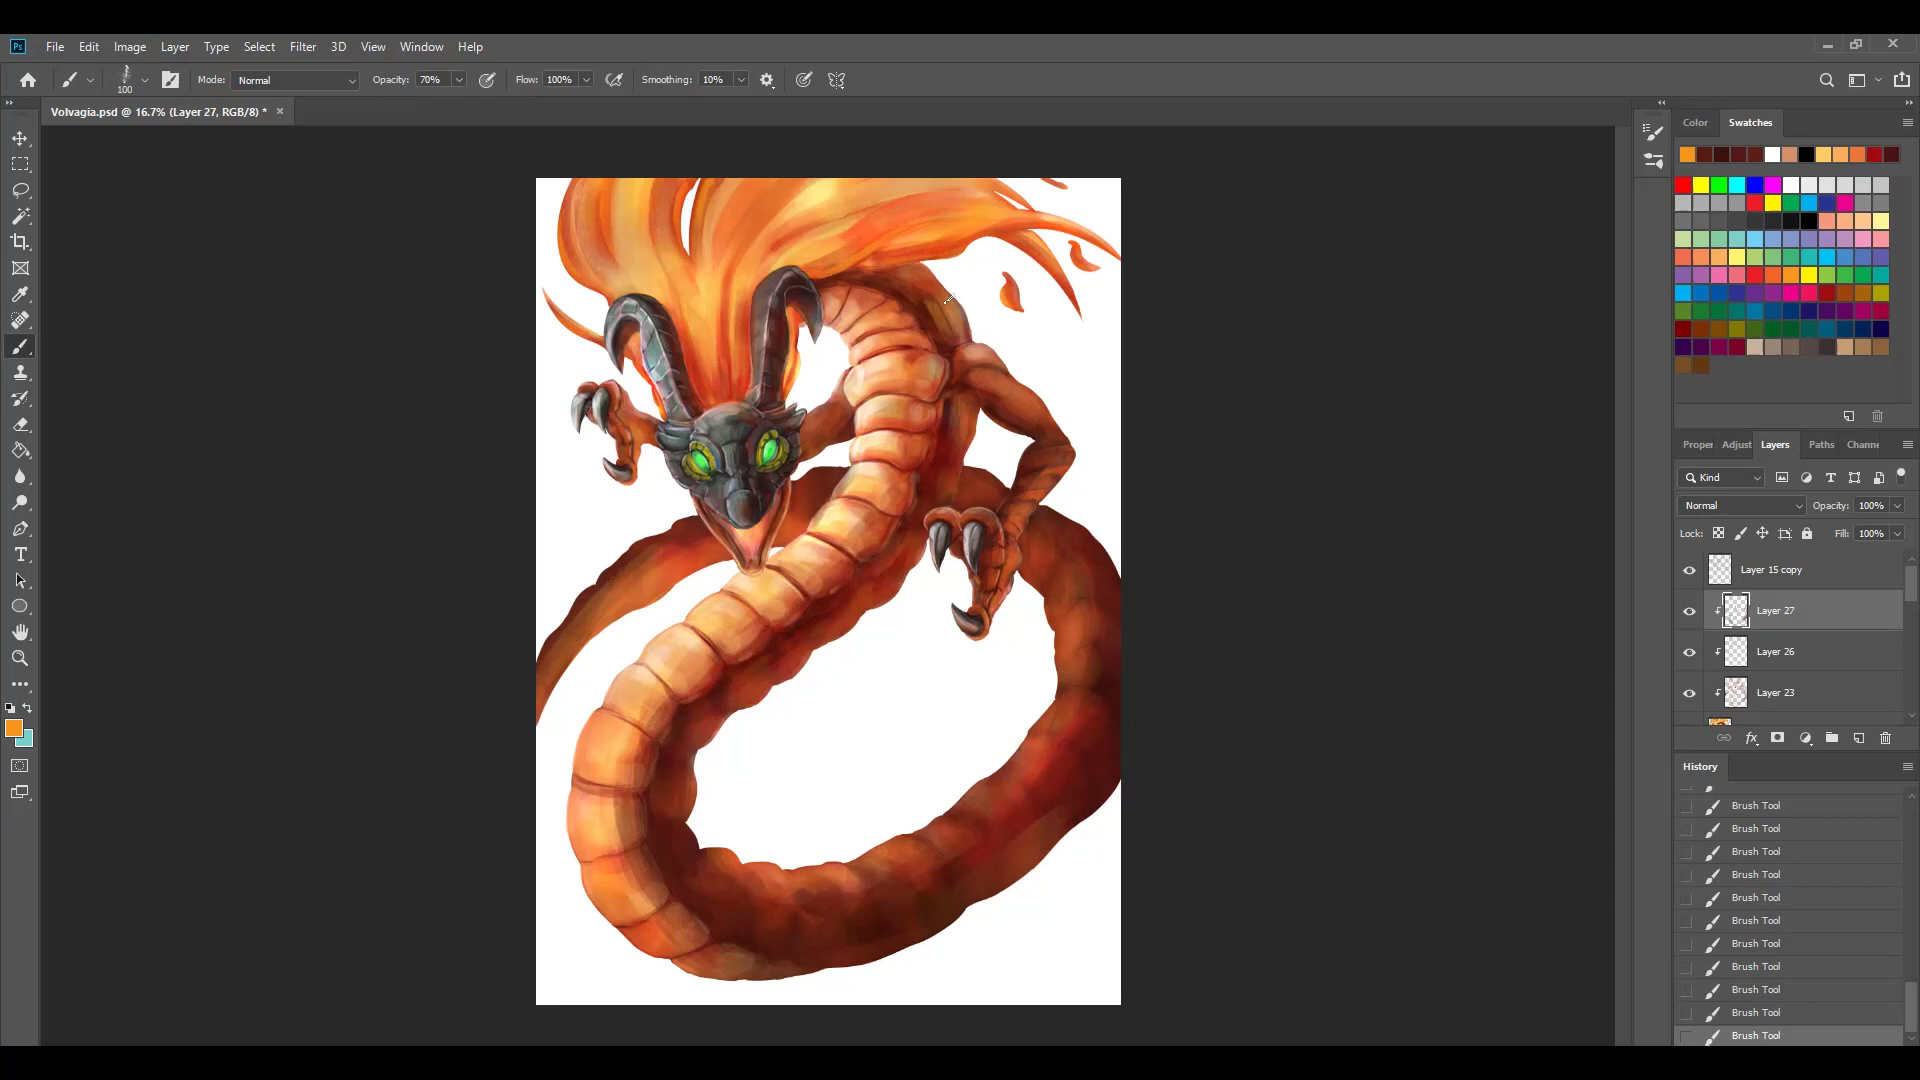 Ps File Edit Image Layer Type Select Filter 3D View Window Help
100 Mode: Normal Opacity: 70% Flow: 100% Smoothing: 10%
Volvagia.psd @ 16.7% (Layer 27, RGB/8) * ×
Color Swatches
Proper Adjust Layers Paths Channe
Kind
Normal Opacity: 100%
Lock: Fill: 100%
Layer 15 copy
Layer 27
Layer 26
Layer 23
fx
History
Brush Tool
Brush Tool
Brush Tool
Brush Tool
Brush Tool
Brush Tool
Brush Tool
Brush Tool
Brush Tool
Brush Tool
Brush Tool